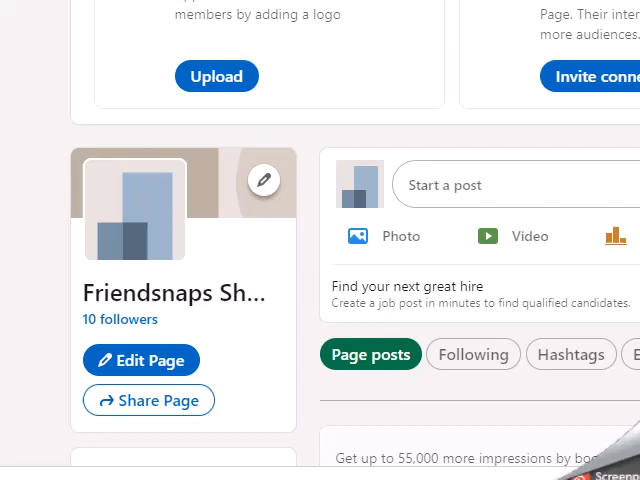 members by adding a logo
Page. Their inter
more audiences.
Upload
Invite conne
Start a post
Photo
Video
Find your next great hire
Create a job post in minutes to find qualified candidates.
Friendsnaps Sh...
10 followers
Edit Page
Share Page
Page posts
Following
Hashtags
E
Get up to 55,000 more impressions by boo